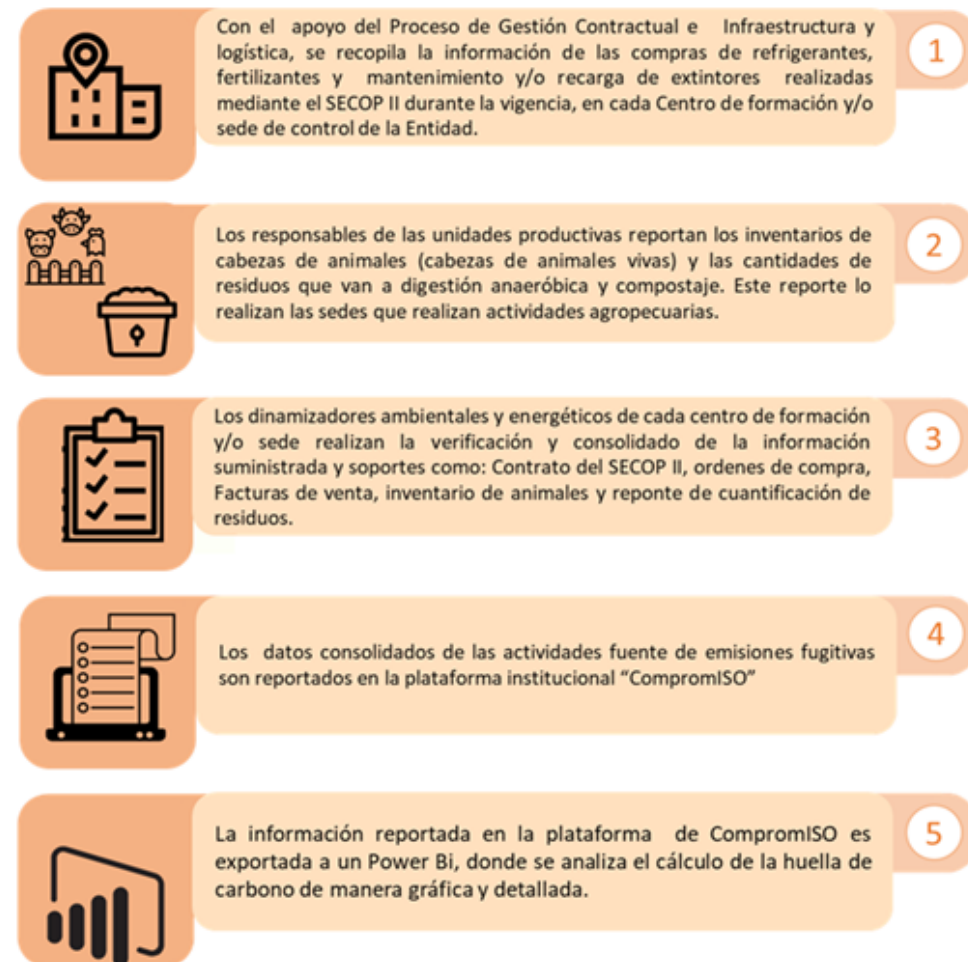 Con el apoyo del Proceso de Gestión Contractual e Infraestructura y
logística, se recopila la información de las compras de refrigerantes,
fertilizantes y mantenimiento y/o recarga de extintores realizadas
mediante el SECOP II durante la vigencia, en cada Centro de formación y/o
sede de control de la Entidad.
1
Los responsables de las unidades productivas reportan los inventarios de
cabezas de animales (cabezas de animales vivas) y las cantidades de
residuos que van a digestión anaeróbica y compostaje. Este reporte lo
realizan las sedes que realizan actividades agropecuarias.
2
Los dinamizadores ambientales y energéticos de cada centro de formación
y/o sede realizan la verificación y consolidado de la información
suministrada y soportes como: Contrato del SECOP II, ordenes de compra,
Facturas de venta, inventario de animales y reponte de cuantificación de
residuos.
3
Los datos consolidados de las actividades fuente de emisiones fugitivas
son reportados en la plataforma institucional “CompromISO”
4
La información reportada en la plataforma de CompromISO es
exportada a un Power Bi, donde se analiza el cálculo de la huella de
carbono de manera gráfica y detallada.
5